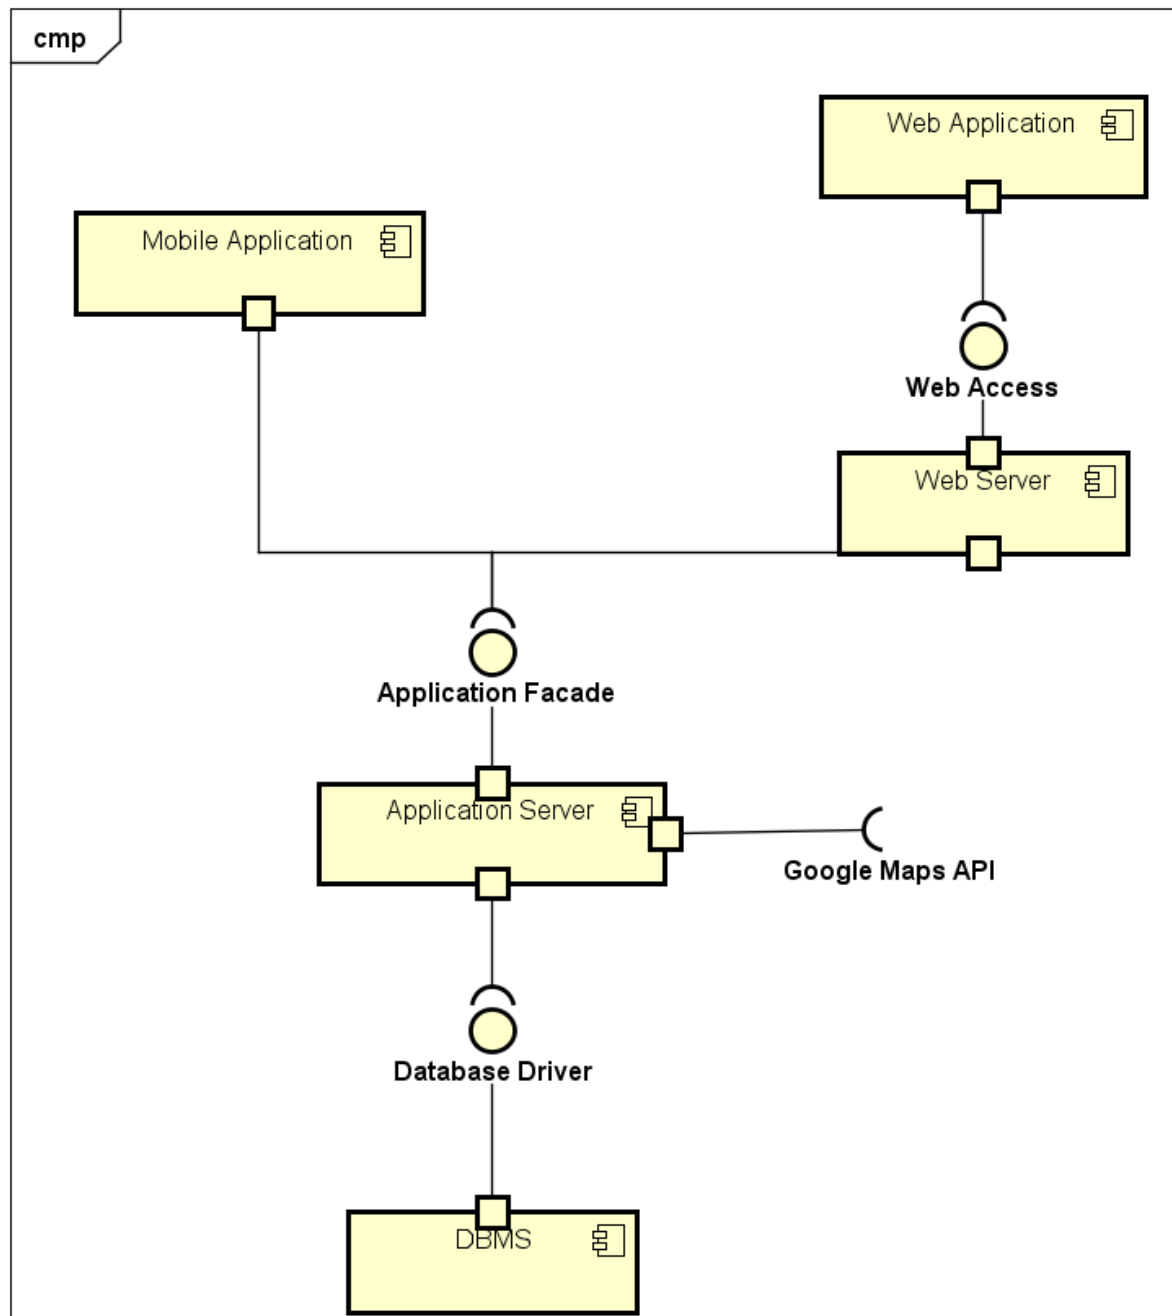 cmp
Web Application
Mobile Application
Web Access
Web Server
Application Facade
Application Server
Google Maps API
Database Driver
DBMS